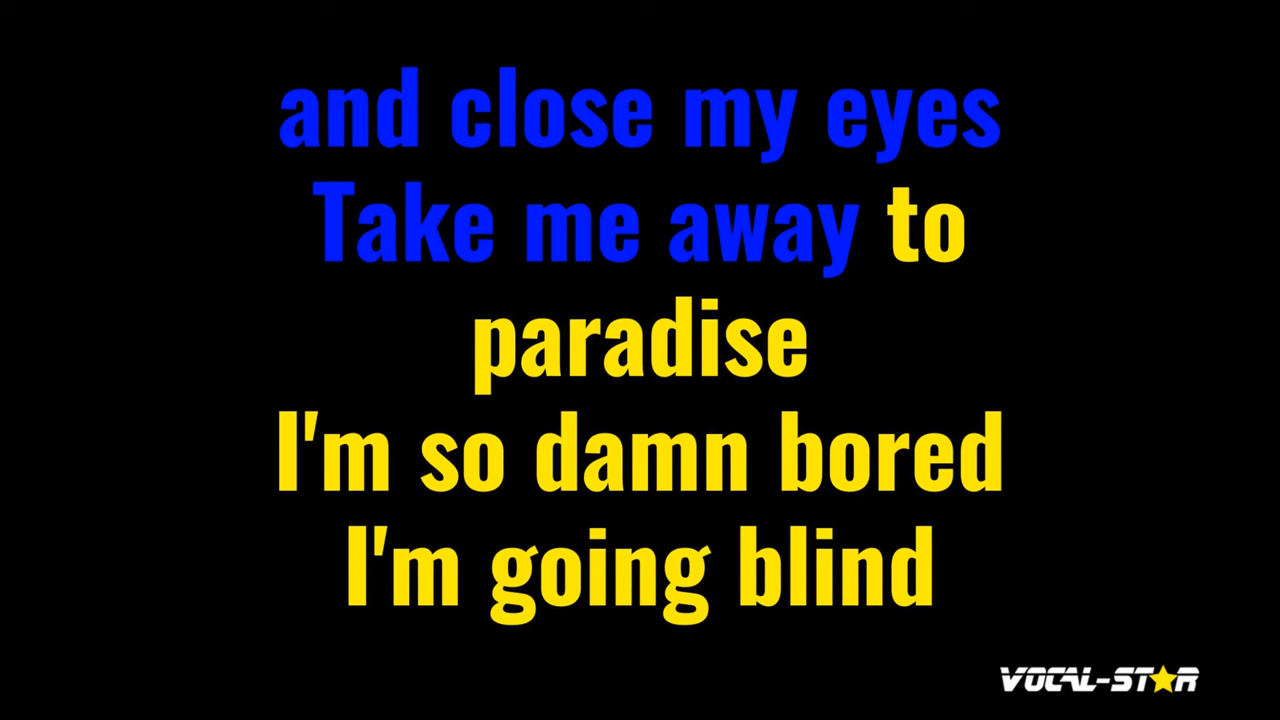 and close my eyes
Take me away to
paradise
I'm so damn bored
I'm going blind
VOCAL-STAR